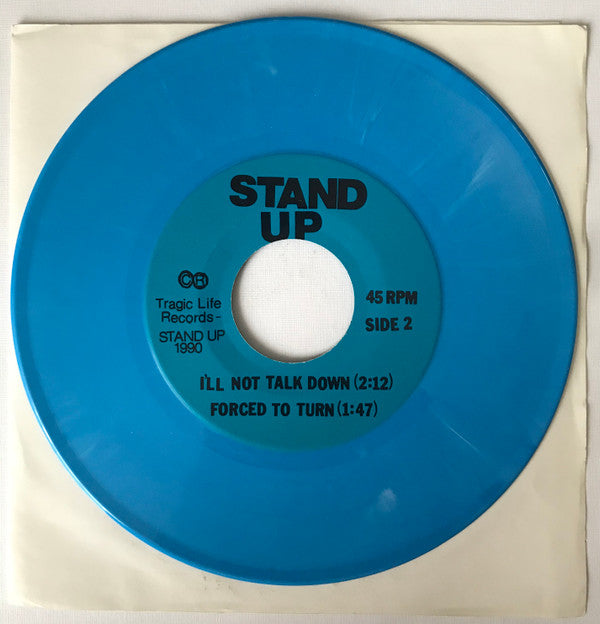 STAND
UP
©® 
Tragic Life
Records-
STAND UP
1990
45 RPM
SIDE 2
I'LL NOT TALK DOWN (2:12)
FORCED TO TURN (1:47)